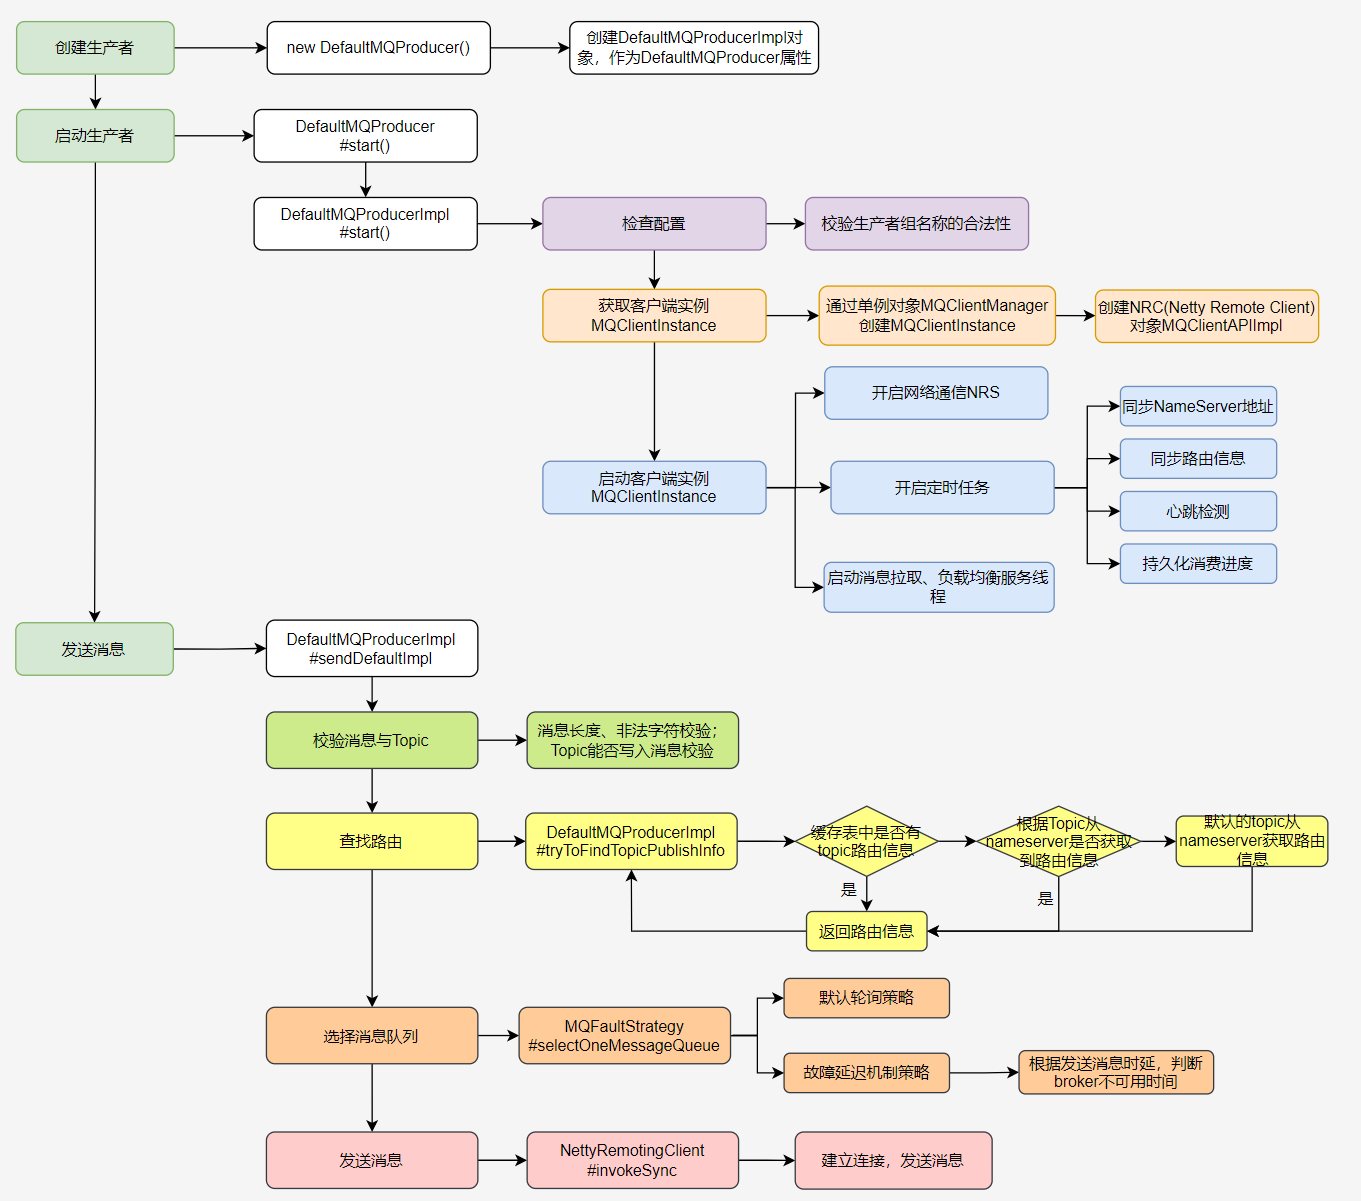 创建生产者
new DefaultMQProducer()
创建DefaultMQProducerImpl对
象，作为DefaultMQProducer属性
启动生产者
DefaultMQProducer
#start()
DefaultMQProducerImpl
#start()
检查配置
校验生产者组名称的合法性
获取客户端实例
MQClientInstance
通过单例对象MQClientManager
创建MQClientInstance
创建NRC(Netty Remote Client)
对象MQClientAPIImpl
启动客户端实例
MQClientInstance
开启网络通信NRS
开启定时任务
同步NameServer地址
同步路由信息
心跳检测
持久化消费进度
启动消息拉取、负载均衡服务线
程
发送消息
DefaultMQProducerImpl
#sendDefaultImpl
校验消息与Topic
消息长度、非法字符校验；
Topic能否写入消息校验
查找路由
DefaultMQProducerImpl
#tryToFindTopicPublishInfo
缓存表中是否有
topic路由信息
根据Topic从
nameserver是否获取
到路由信息
默认的topic从
nameserver获取路由
信息
是
是
返回路由信息
选择消息队列
MQFaultStrategy
#selectOneMessageQueue
默认轮询策略
故障延迟机制策略
根据发送消息时延，判断
broker不可用时间
发送消息
NettyRemotingClient
#invokeSync
建立连接，发送消息